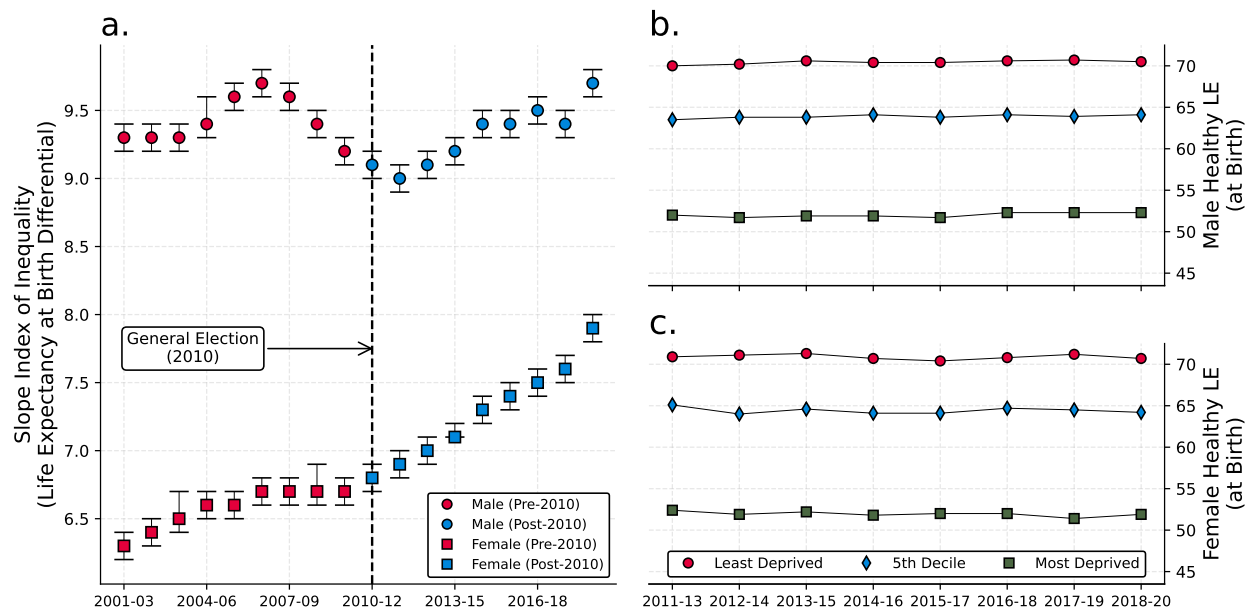 a.
Slope Index of Inequality
(Life Expectancy at Birth Differential)
9.5
9.0
8.5
8.0
7.5
7.0
6.5
General Election
(2010)
Male (Pre-2010)
Male (Post-2010)
Female (Pre-2010)
Female (Post-2010)
2001-03 2004-06 2007-09 2010-12 2013-15 2016-18
b.
70
65
60
55
50
45
Male Healthy LE
(at Birth)
c.
70
65
60
55
50
45
Female Healthy LE
(at Birth)
Least Deprived 5th Decile Most Deprived
2011-13 2012-14 2013-15 2014-16 2015-17 2016-18 2017-19 2018-20